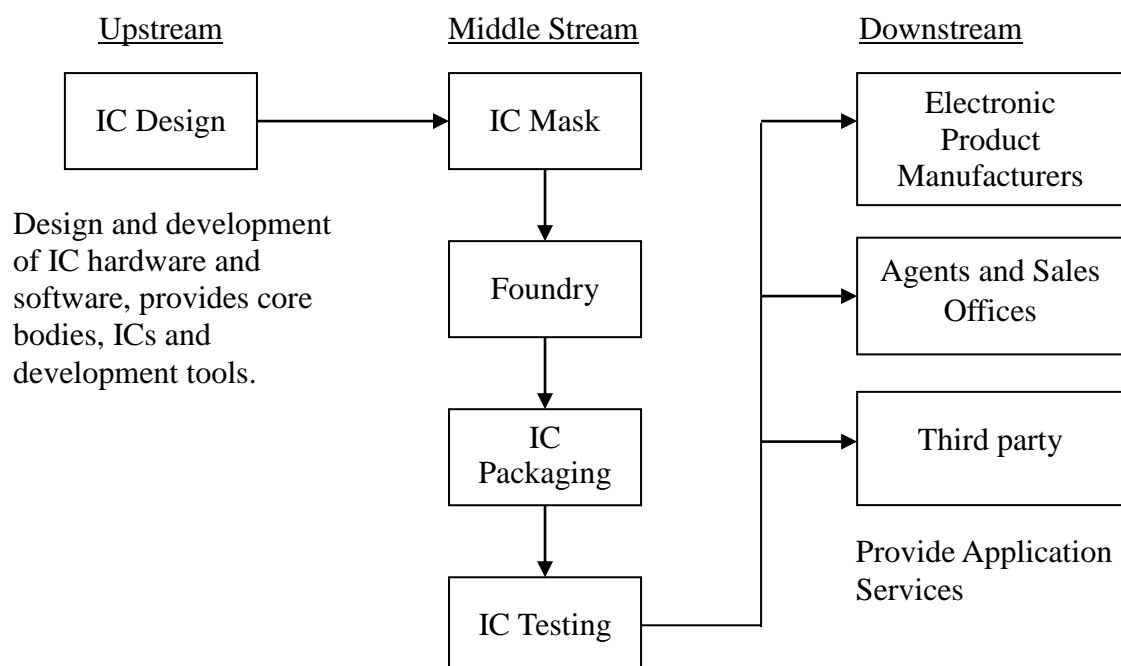 Upstream
Middle Stream
Downstream
IC Design
IC Mask
Electronic
Product
Manufacturers
Design and development
of IC hardware and
software, provides core
bodies, ICs and
development tools.
Foundry
Agents and Sales
Offices
IC
Packaging
Third party
Provide Application
Services
IC Testing